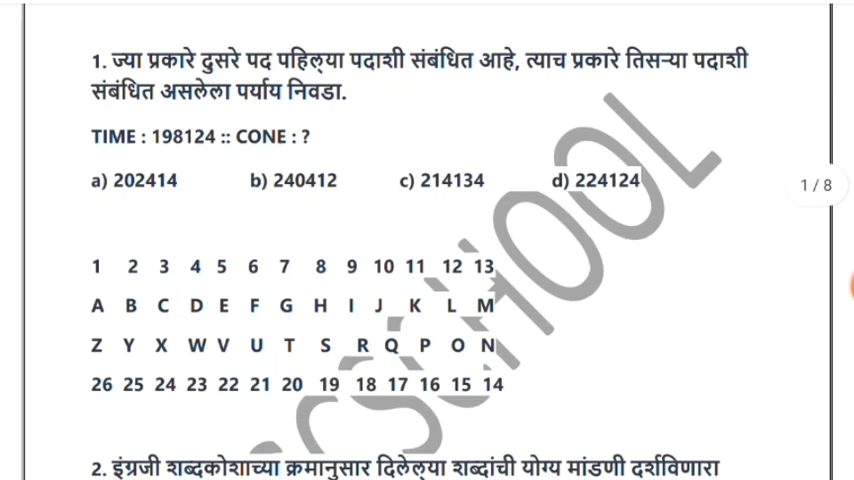 1. ज्या प्रकारे दुसरे पद पहिल्या पदाशी संबंधित आहे, त्याच प्रकारे तिसऱ्या पदाशी
संबंधित असलेला पर्याय निवडा.
TIME : 198124 :: CONE : ?
a) 202414 b) 240412 c) 214134 d) 224124
1 / 8
1 2 3 4 5 6 7 8 9 10 11 12 13
A B C D E F G H I J K L M
Z Y X W V U T S R Q P O N
26 25 24 23 22 21 20 19 18 17 16 15 14
2. इंग्रजी शब्दकोशाच्या क्रमानुसार दिलेल्या शब्दांची योग्य मांडणी दर्शविणारा